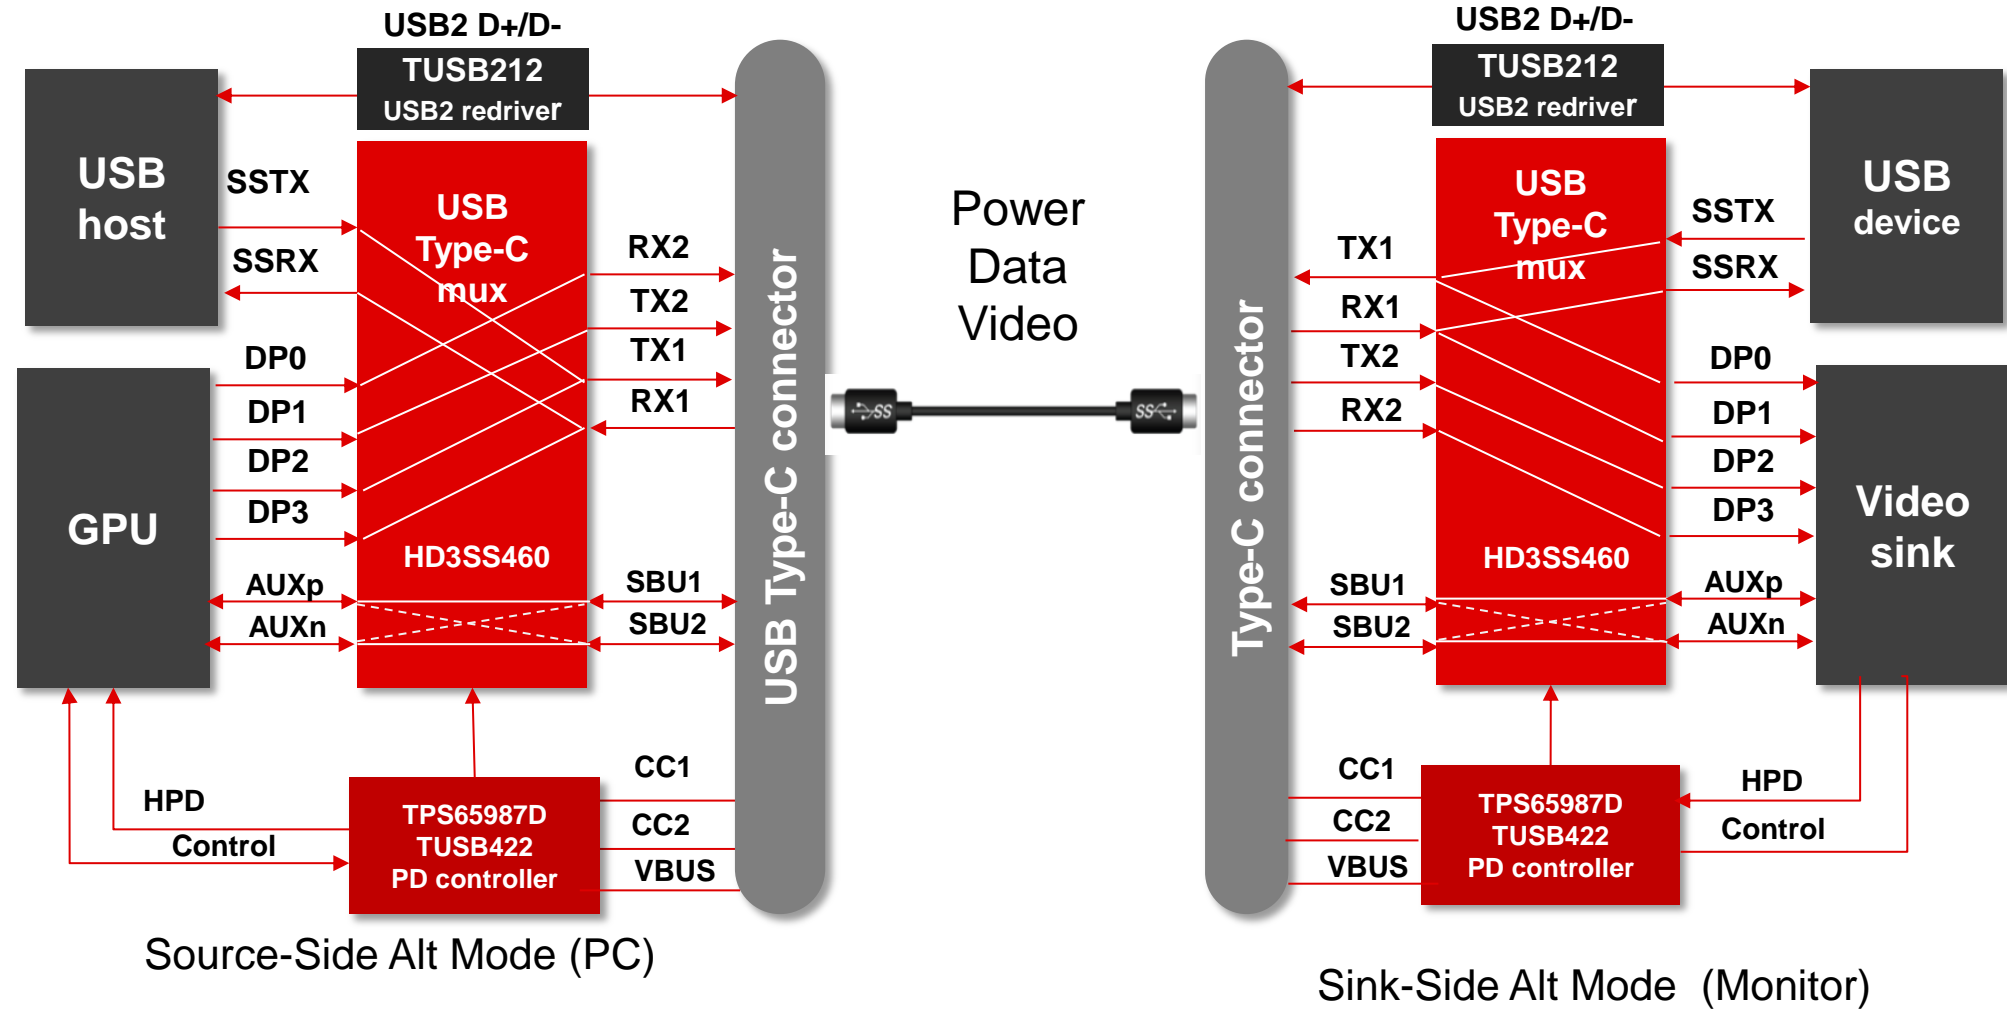 USB2 D+/D-
TUSB212
USB2 redriver
USB
host
SSTX
SSRX
USB
Type-C
mux
RX2
TX2
TX1
RX1
DP0
DP1
DP2
DP3
GPU
HD3SS460
AUXp
AUXn
SBU1
SBU2
HPD
Control
TPS65987D
TUSB422
PD controller
CC1
CC2
VBUS
USB Type-C connector
Source-Side Alt Mode (PC)
Power
Data
Video
SS
SS
USB2 D+/D-
TUSB212
USB2 redriver
Type-C connector
TX1
RX1
TX2
RX2
USB
Type-C
mux
SSTX
SSRX
USB
device
DP0
DP1
DP2
DP3
Video
sink
HD3SS460
SBU1
SBU2
AUXp
AUXn
CC1
CC2
VBUS
TPS65987D
TUSB422
PD controller
HPD
Control
Sink-Side Alt Mode (Monitor)